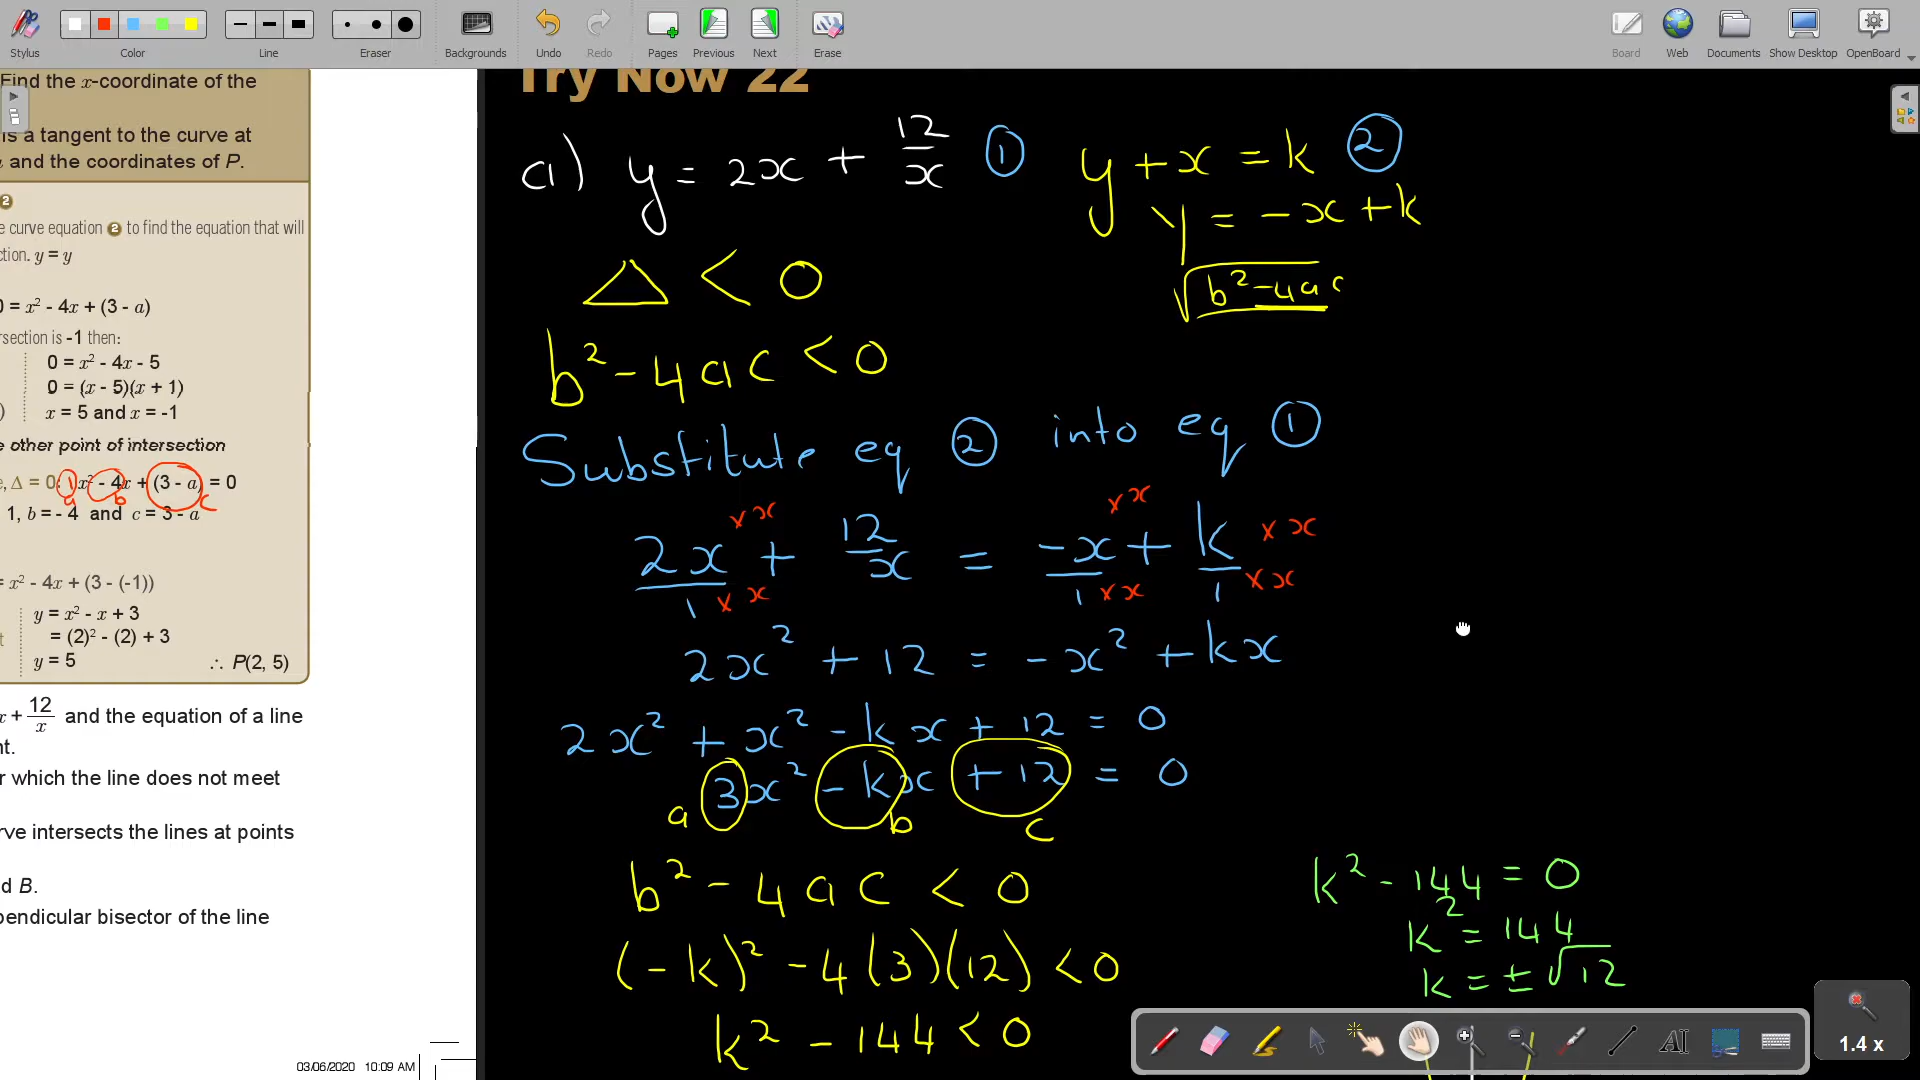 Stylus
Color
Line
Eraser
Backgrounds
Undo
Redo
Pages
Previous
Next
Erase
Board
Web
Documents
Show Desktop
OpenBoard
Find the x-coordinate of the
is a tangent to the curve at
and the coordinates of P.
2
e curve equation 2 to find the equation that will
ction. y = y
0 = x² - 4x + (3 - a)
rsection is -1 then:
0 = x² - 4x - 5
0 = (x - 5)(x + 1)
x = 5 and x = -1
e other point of intersection
e, Δ = 0: 1x² - 4x + (3 - a) = 0
a b c
1, b = - 4 and c = 3 - a
= x² - 4x + (3 - (-1))
y = x² - x + 3
= (2)² - (2) + 3
y = 5
∴ P(2, 5)
x + 12/x and the equation of a line
nt.
r which the line does not meet
rve intersects the lines at points
d B.
pendicular bisector of the line
03/06/2020 10:09 AM
Try Now 22
a) y = 2x + 12/x ①
y + x = k ②
y = -x + k
Δ < 0
√b²-4ac
b² - 4ac < 0
Substitute eq ② into eq ①
×x ×x ×x
2x/1 + 12/x = -x/1 + k/1
×x ×x ×x
2x² + 12 = -x² + kx
2x² + x² - kx + 12 = 0
3x² - kx + 12 = 0
a b c
b² - 4ac < 0
(-k)² - 4(3)(12) < 0
k² - 144 < 0
k² - 144 = 0
k² = 144
k = ±√12
1.4 x